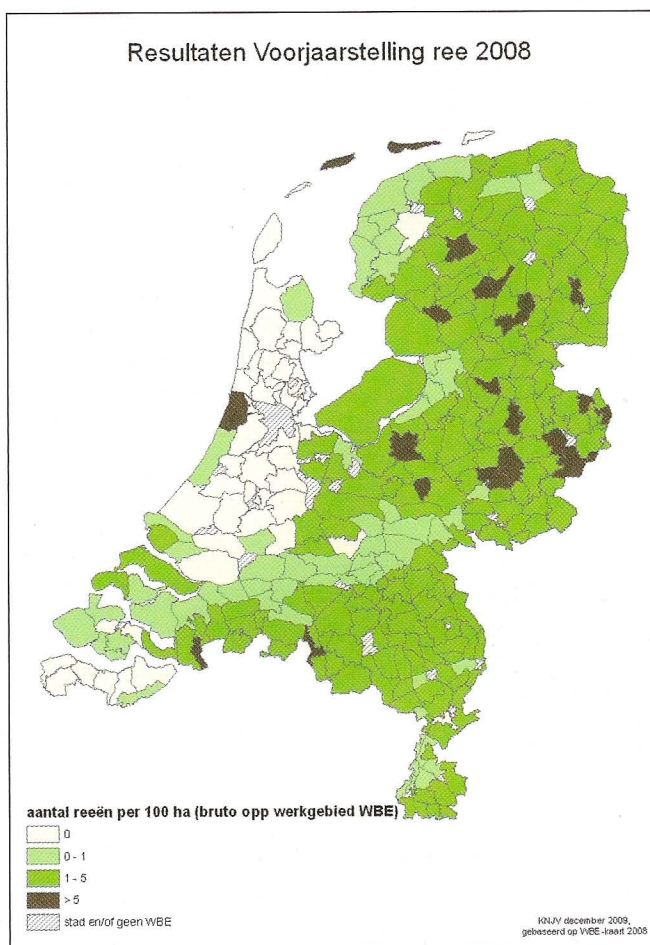 Resultaten Voorjaarstelling ree 2008
aantal reeën per 100 ha (bruto opp werkgebied WBE)
0
0 - 1
1 - 5
> 5
stad en/of geen WBE
KNJV december 2009,
gebaseerd op WBE-kaart 2008